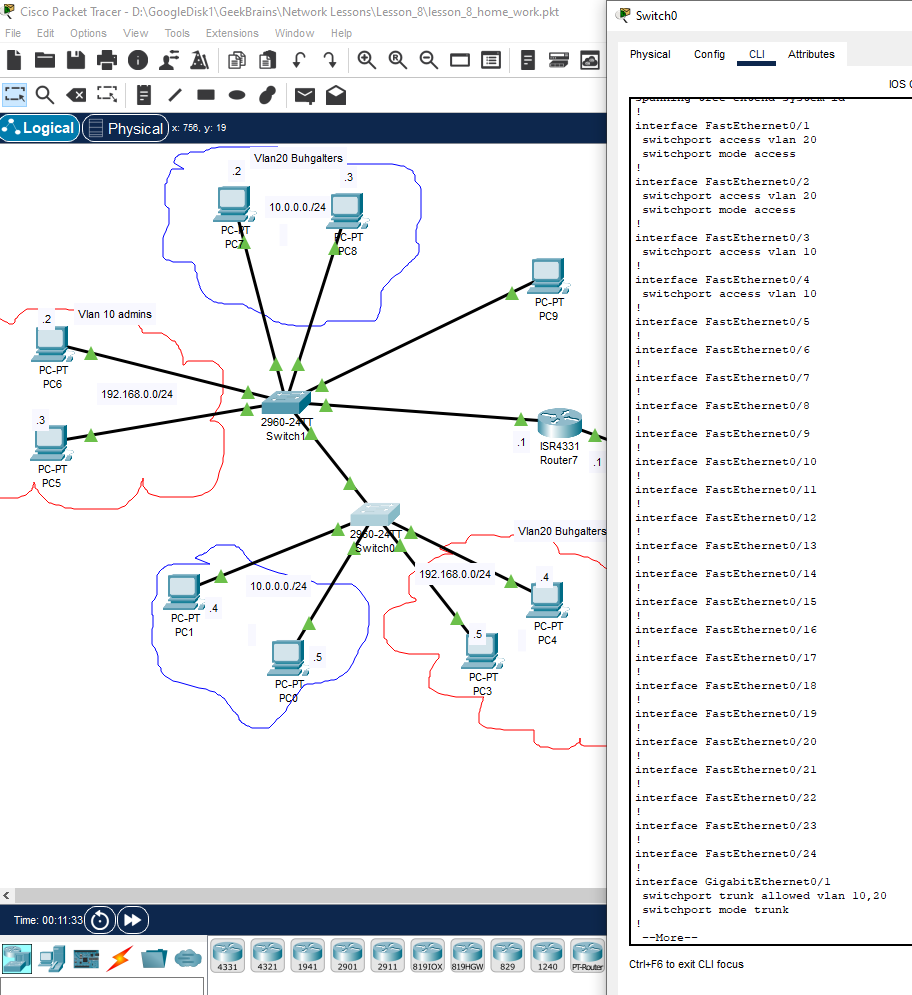 Cisco Packet Tracer - D:\GoogleDisk1\GeekBrains\Network Lessons\Lesson_8\lesson_8_home_work.pkt
File Edit Options View Tools Extensions Window Help
Logical
Physical
x: 756, y: 19
Vlan20 Buhgalters
.2
.3
10.0.0.0./24
PC-PT
PC7
PC-PT
PC8
PC-PT
PC9
Vlan 10 admins
.2
PC-PT
PC6
192.168.0.0/24
.3
PC-PT
PC5
2960-24TT
Switch1
.1
ISR4331
Router7
.1
2960-24TT
Switch0
Vlan20 Buhgalters
10.0.0.0./24
192.168.0.0/24
.4
PC-PT
PC1
.4
PC-PT
PC4
.5
PC-PT
PC0
.5
PC-PT
PC3
Time: 00:11:33
4331 4321 1941 2901 2911 819IOX 819HGW 829 1240 PT-Router
Switch0
Physical Config CLI Attributes
IOS C
spanning-tree extend system-id
!
interface FastEthernet0/1
switchport access vlan 20
switchport mode access
!
interface FastEthernet0/2
switchport access vlan 20
switchport mode access
!
interface FastEthernet0/3
switchport access vlan 10
!
interface FastEthernet0/4
switchport access vlan 10
!
interface FastEthernet0/5
!
interface FastEthernet0/6
!
interface FastEthernet0/7
!
interface FastEthernet0/8
!
interface FastEthernet0/9
!
interface FastEthernet0/10
!
interface FastEthernet0/11
!
interface FastEthernet0/12
!
interface FastEthernet0/13
!
interface FastEthernet0/14
!
interface FastEthernet0/15
!
interface FastEthernet0/16
!
interface FastEthernet0/17
!
interface FastEthernet0/18
!
interface FastEthernet0/19
!
interface FastEthernet0/20
!
interface FastEthernet0/21
!
interface FastEthernet0/22
!
interface FastEthernet0/23
!
interface FastEthernet0/24
!
interface GigabitEthernet0/1
switchport trunk allowed vlan 10,20
switchport mode trunk
!
--More--
Ctrl+F6 to exit CLI focus